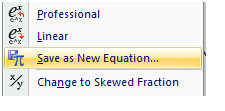 Professional
Linear
Save as New Equation...
Change to Skewed Fraction